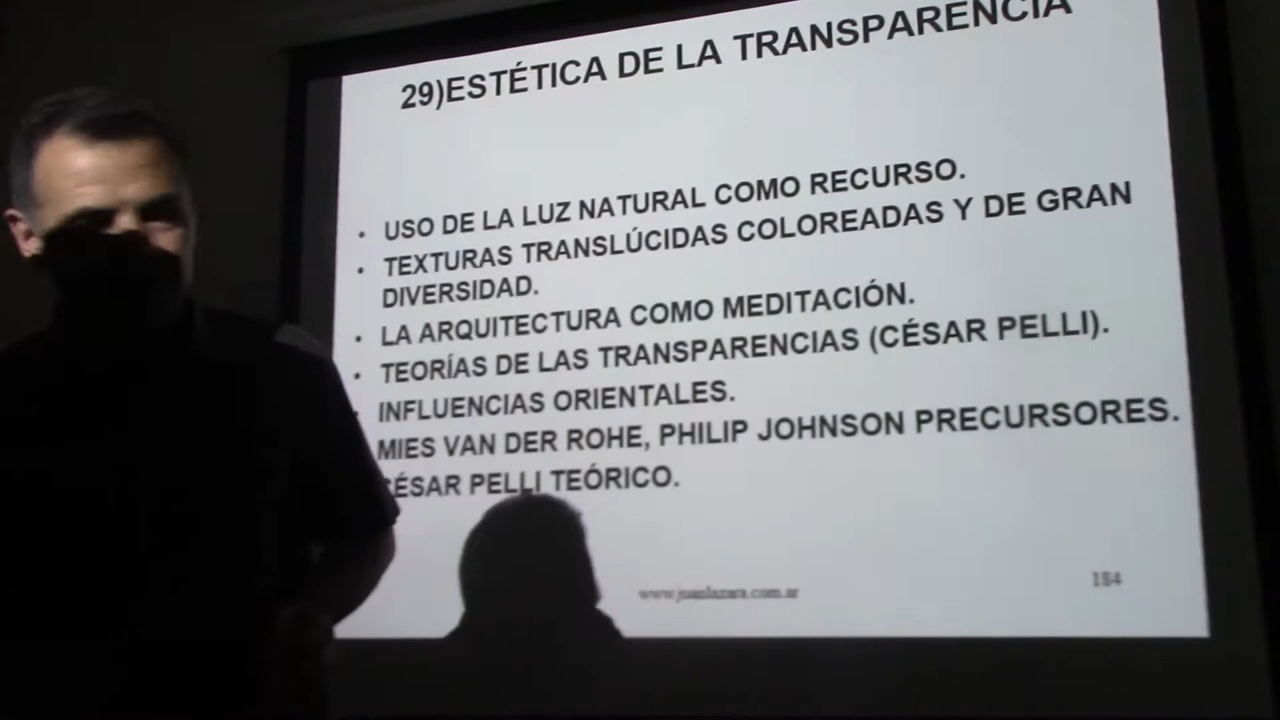 29)ESTÉTICA DE LA TRANSPARENCIA
• USO DE LA LUZ NATURAL COMO RECURSO.
• TEXTURAS TRANSLÚCIDAS COLOREADAS Y DE GRAN
DIVERSIDAD.
• LA ARQUITECTURA COMO MEDITACIÓN.
• TEORÍAS DE LAS TRANSPARENCIAS (CÉSAR PELLI).
INFLUENCIAS ORIENTALES.
MIES VAN DER ROHE, PHILIP JOHNSON PRECURSORES.
CÉSAR PELLI TEÓRICO.
www.juanlazara.com.ar
184